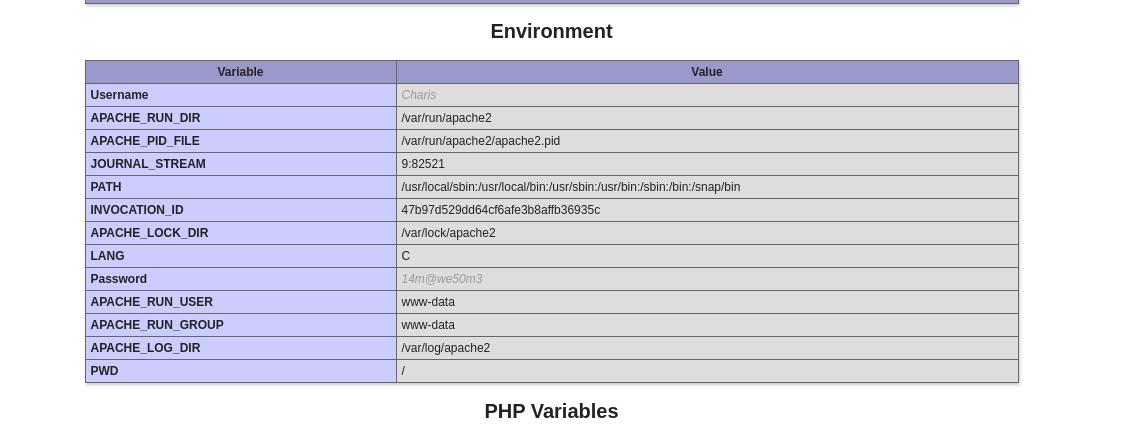 Environment
Variable Value
Username Charis
APACHE_RUN_DIR /var/run/apache2
APACHE_PID_FILE /var/run/apache2/apache2.pid
JOURNAL_STREAM 9:82521
PATH /usr/local/sbin:/usr/local/bin:/usr/sbin:/usr/bin:/sbin:/bin:/snap/bin
INVOCATION_ID 47b97d529dd64cf6afe3b8affb36935c
APACHE_LOCK_DIR /var/lock/apache2
LANG C
Password 14m@we50m3
APACHE_RUN_USER www-data
APACHE_RUN_GROUP www-data
APACHE_LOG_DIR /var/log/apache2
PWD /
PHP Variables